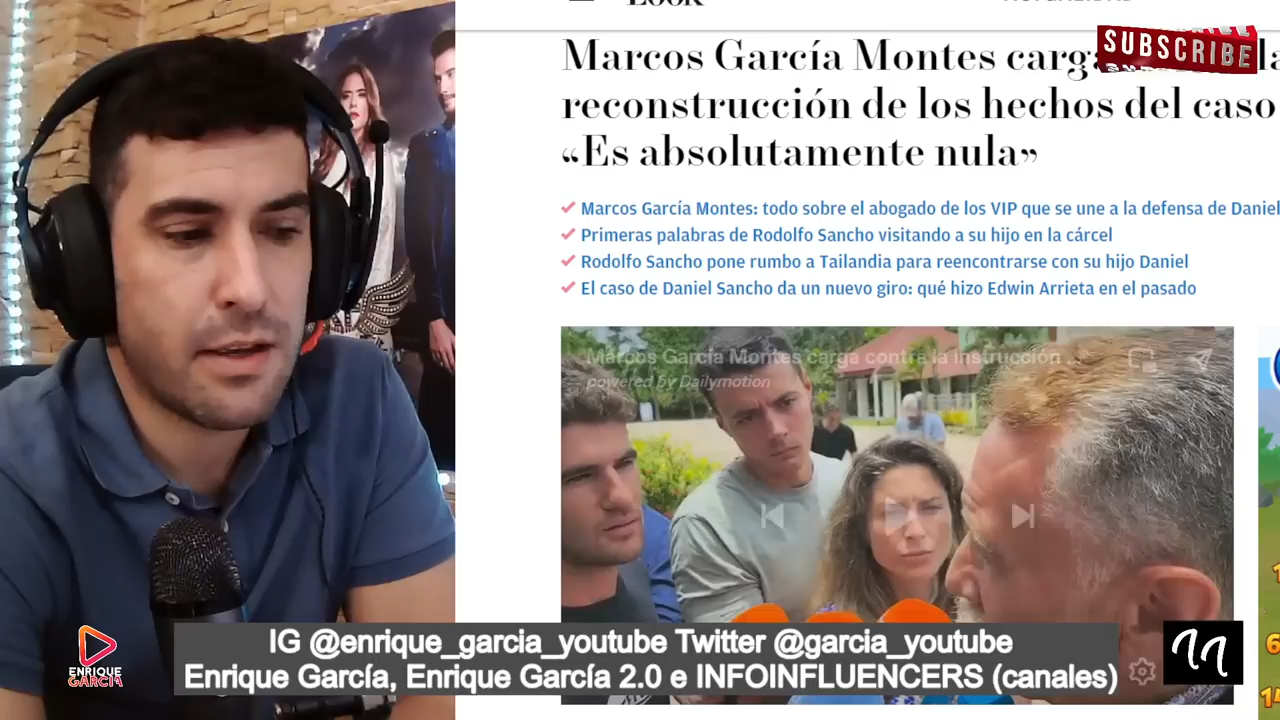 SUBSCRIBE
Marcos García Montes carga
reconstrucción de los hechos del caso
«Es absolutamente nula»
Marcos García Montes: todo sobre el abogado de los VIP que se une a la defensa de Daniel
Primeras palabras de Rodolfo Sancho visitando a su hijo en la cárcel
Rodolfo Sancho pone rumbo a Tailandia para reencontrarse con su hijo Daniel
El caso de Daniel Sancho da un nuevo giro: qué hizo Edwin Arrieta en el pasado
Marcos García Montes carga contra la instrucción ...
powered by Dailymotion
IG @enrique_garcia_youtube Twitter @garcia_youtube
Enrique García, Enrique García 2.0 e INFOINFLUENCERS (canales)
ENRIQUE
GARCÍA